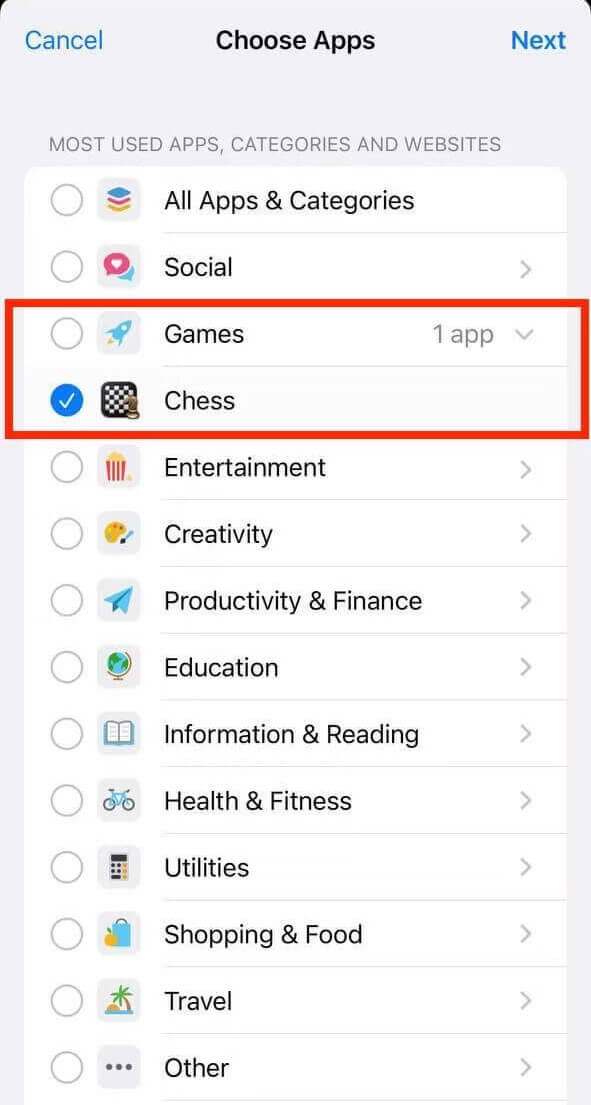 Cancel Choose Apps Next
MOST USED APPS, CATEGORIES AND WEBSITES
All Apps & Categories
Social
Games 1 app
Chess
Entertainment
Creativity
Productivity & Finance
Education
Information & Reading
Health & Fitness
Utilities
Shopping & Food
Travel
Other